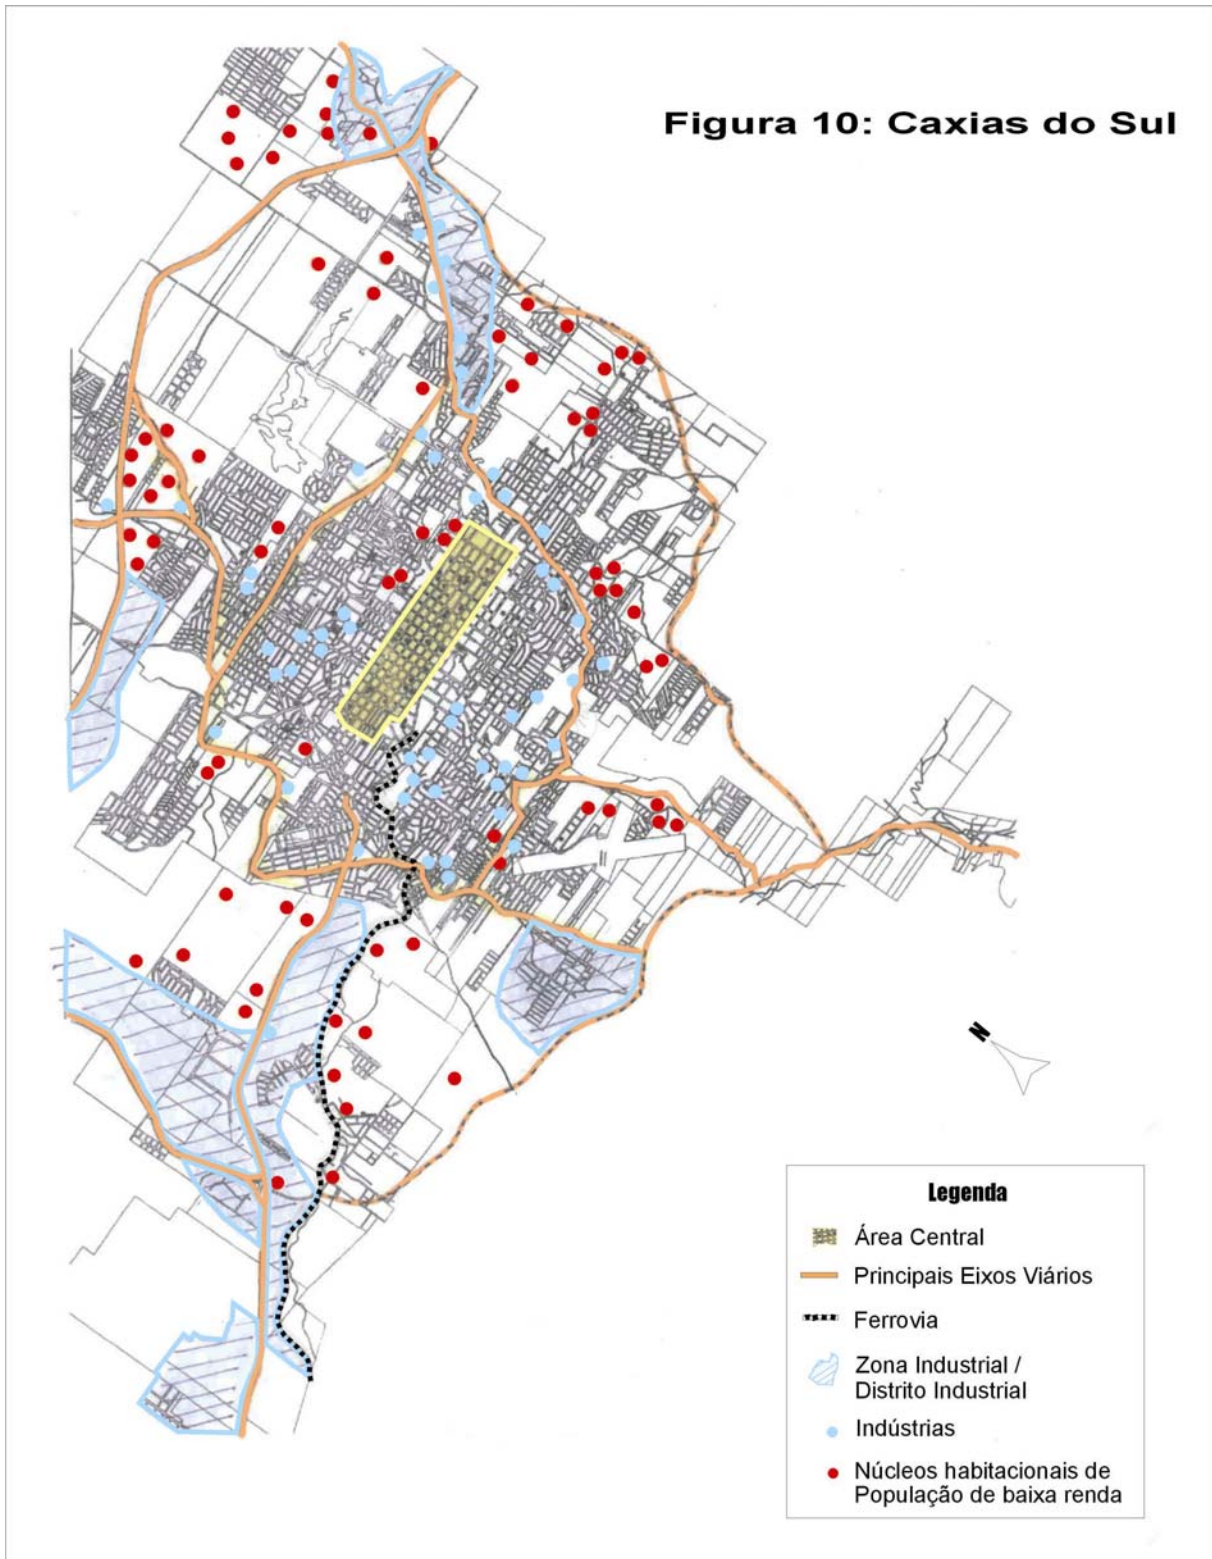 Figura 10: Caxias do Sul
N
Legenda
Área Central
Principais Eixos Viários
Ferrovia
Zona Industrial /
Distrito Industrial
Indústrias
Núcleos habitacionais de
População de baixa renda